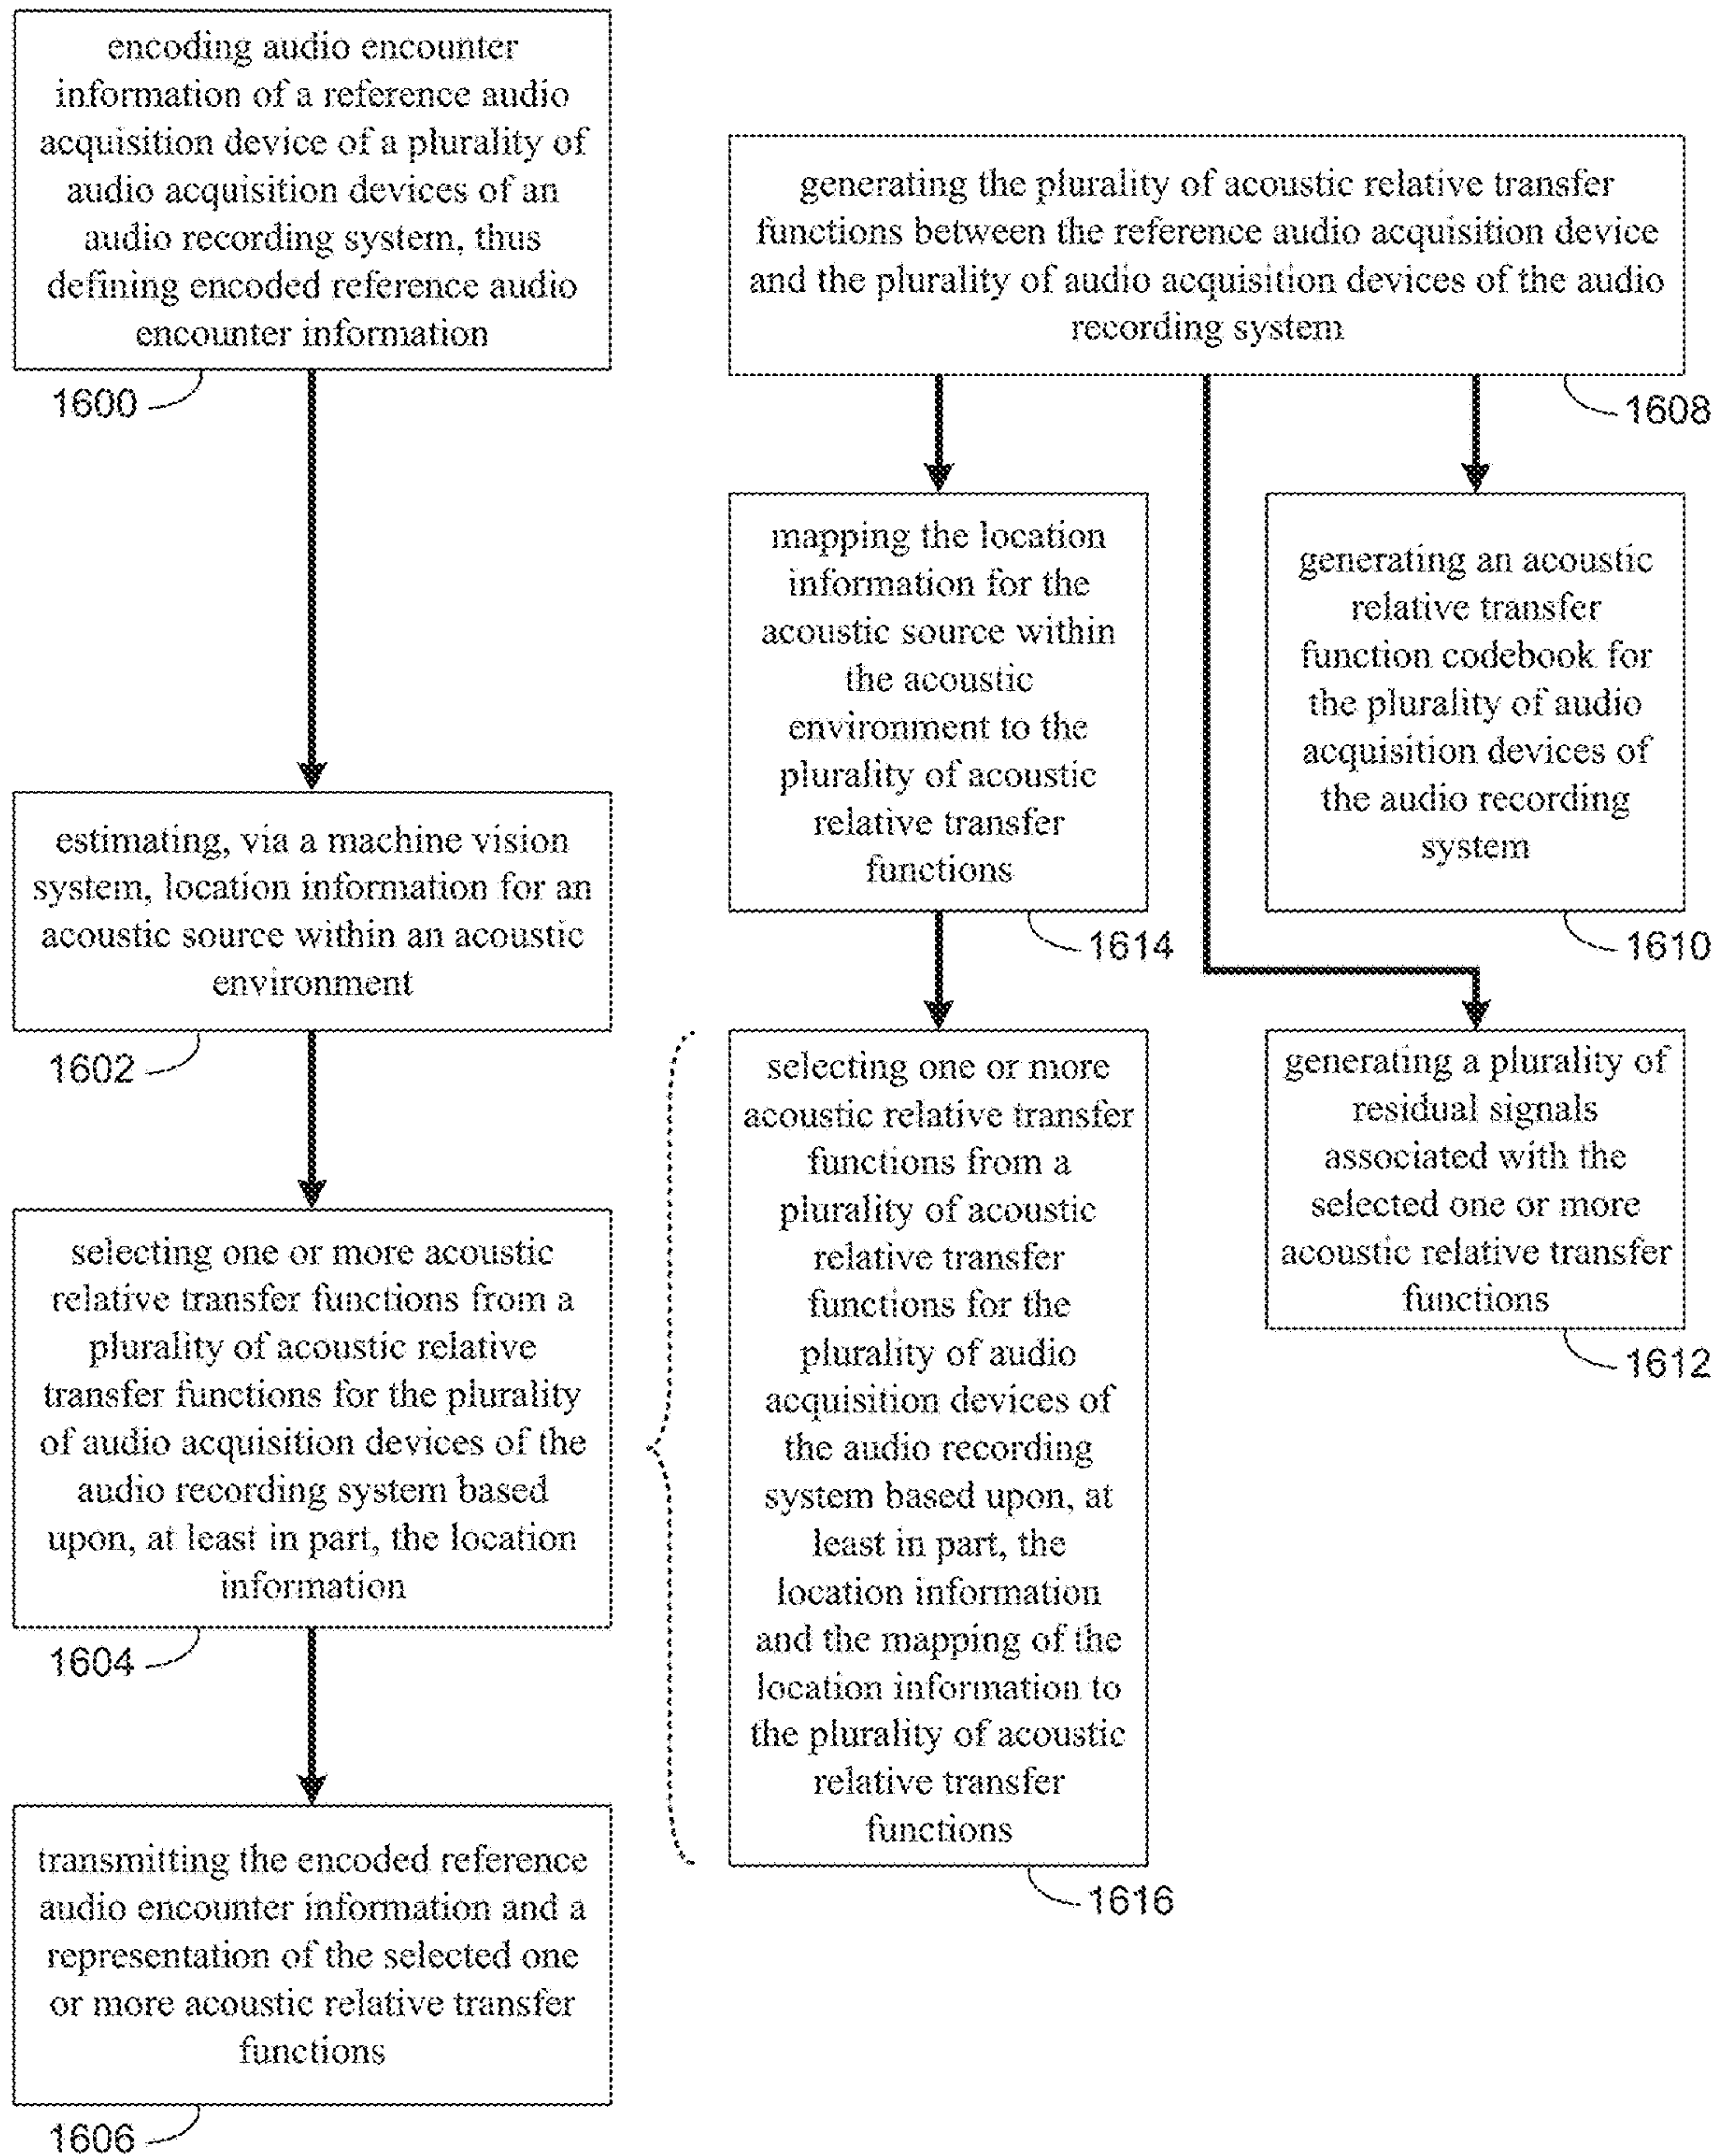 encoding audio encounter
information of a reference audio
acquisition device of a plurality of
audio acquisition devices of an
audio recording system, thus
defining encoded reference audio
encounter information
1600
estimating, via a machine vision
system, location information for an
acoustic source within an acoustic
environment
1602
selecting one or more acoustic
relative transfer functions from a
plurality of acoustic relative
transfer functions for the plurality
of audio acquisition devices of the
audio recording system based
upon, at least in part, the location
information
1604
transmitting the encoded reference
audio encounter information and a
representation of the selected one
or more acoustic relative transfer
functions
1606
generating the plurality of acoustic relative transfer
functions between the reference audio acquisition device
and the plurality of audio acquisition devices of the audio
recording system
1608
mapping the location
information for the
acoustic source within
the acoustic
environment to the
plurality of acoustic
relative transfer
functions
1614
generating an acoustic
relative transfer
function codebook for
the plurality of audio
acquisition devices of
the audio recording
system
1610
selecting one or more
acoustic relative transfer
functions from a
plurality of acoustic
relative transfer
functions for the
plurality of audio
acquisition devices of
the audio recording
system based upon, at
least in part, the
location information
and the mapping of the
location information to
the plurality of acoustic
relative transfer
functions
1616
generating a plurality of
residual signals
associated with the
selected one or more
acoustic relative transfer
functions
1612